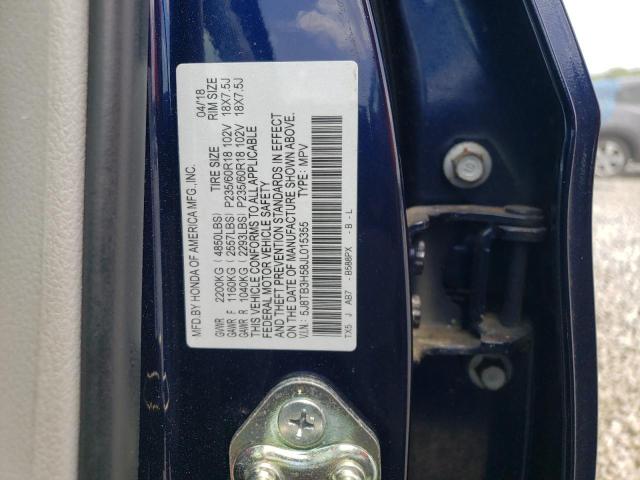 MFD.BY HONDA OF AMERICA MFG.,INC. 04/18
TIRE SIZE RIM SIZE
GVWR 2200KG (4850LBS)
GAWR F 1160KG (2557LBS) P235/60R18 102V 18X7.5J
GAWR R 1040KG (2293LBS) P235/60R18 102V 18X7.5J
THIS VEHICLE CONFORMS TO ALL APPLICABLE
FEDERAL MOTOR VEHICLE SAFETY
AND THEFT PREVENTION STANDARDS IN EFFECT
ON THE DATE OF MANUFACTURE SHOWN ABOVE.
V.I.N.: 5J8TB3H58JL015355 TYPE: MPV
TX5 J AB7 -B588PX -B-L